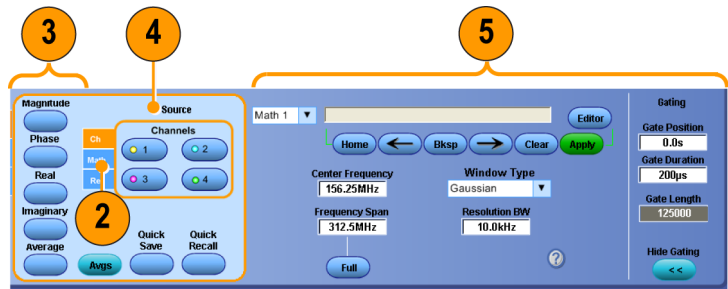 3
4
5
Magnitude
Phase
Real
Imaginary
Average
Source
Ch
Math
Re
2
Channels
1
2
3
4
Avgs
Quick Save
Quick Recall
Math 1
Editor
Home
Bksp
Clear
Apply
Center Frequency
156.25MHz
Frequency Span
312.5MHz
Full
Window Type
Gaussian
Resolution BW
10.0kHz
?
Gating
Gate Position
0.0s
Gate Duration
200µs
Gate Length
125000
Hide Gating
<<